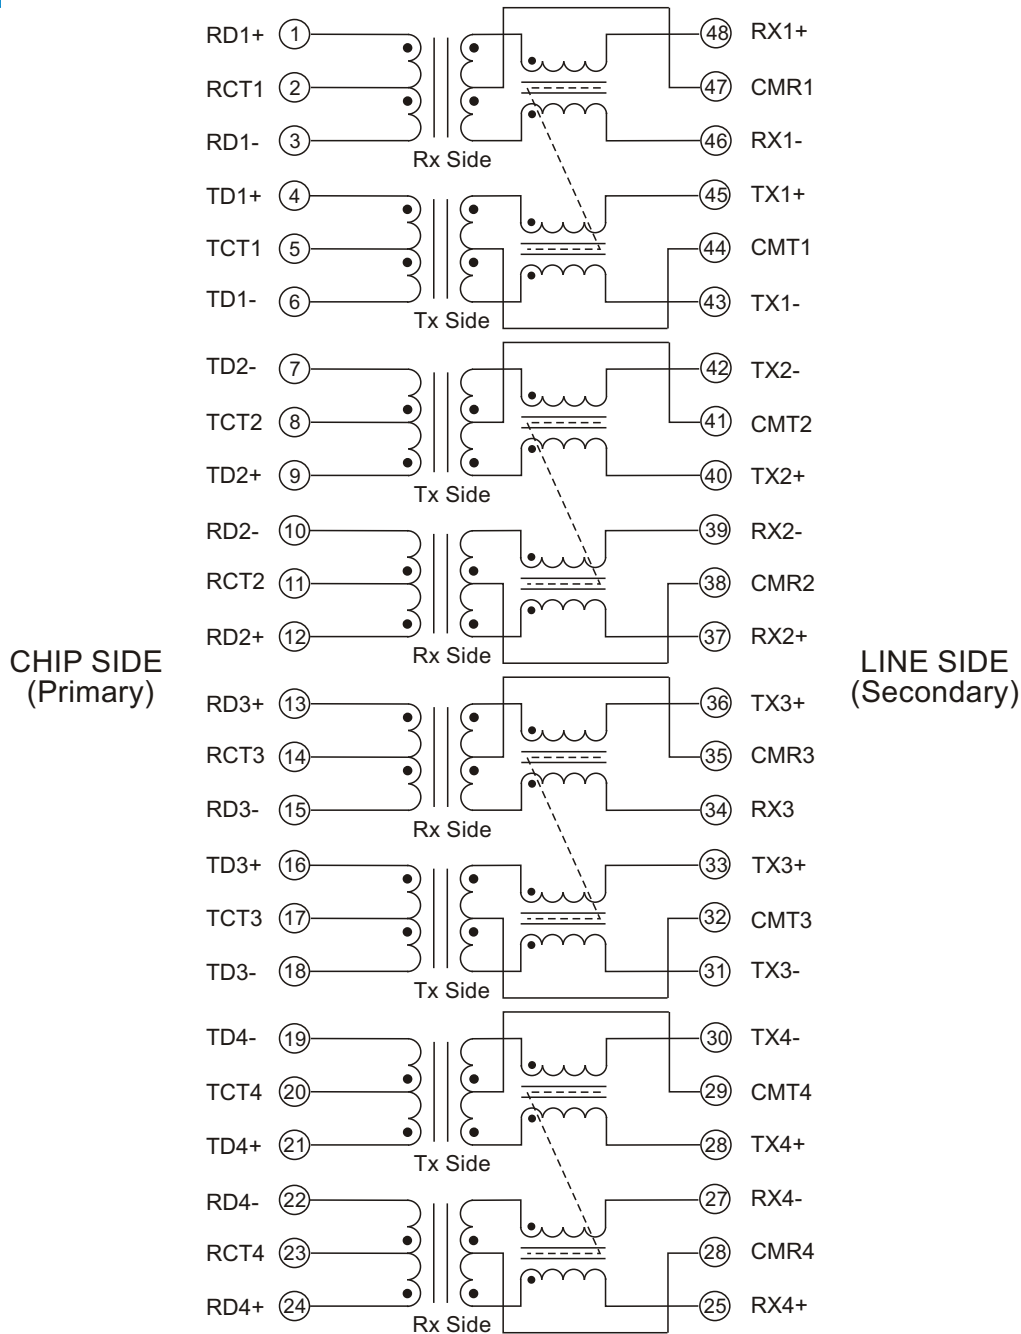 RD1+ 1 48 RX1+
RCT1 2 47 CMR1
RD1- 3 46 RX1-
Rx Side
TD1+ 4 45 TX1+
TCT1 5 44 CMT1
TD1- 6 43 TX1-
Tx Side
TD2- 7 42 TX2-
TCT2 8 41 CMT2
TD2+ 9 40 TX2+
Tx Side
RD2- 10 39 RX2-
RCT2 11 38 CMR2
RD2+ 12 37 RX2+
Rx Side
CHIP SIDE
(Primary)
LINE SIDE
(Secondary)
RD3+ 13 36 TX3+
RCT3 14 35 CMR3
RD3- 15 34 RX3
Rx Side
TD3+ 16 33 TX3+
TCT3 17 32 CMT3
TD3- 18 31 TX3-
Tx Side
TD4- 19 30 TX4-
TCT4 20 29 CMT4
TD4+ 21 28 TX4+
Tx Side
RD4- 22 27 RX4-
RCT4 23 28 CMR4
RD4+ 24 25 RX4+
Rx Side